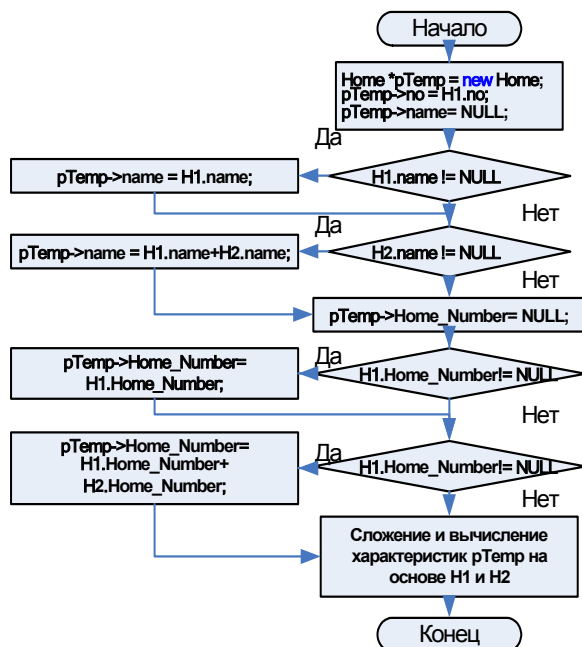 Начало
Home *pTemp = new Home;
pTemp->no = H1.no;
pTemp->name= NULL;
Да
H1.name != NULL
pTemp->name = H1.name;
Нет
Да
H2.name != NULL
pTemp->name = H1.name+H2.name;
Нет
pTemp->Home_Number= NULL;
Да
H1.Home_Number!= NULL
pTemp->Home_Number=
H1.Home_Number;
Нет
Да
H1.Home_Number!= NULL
pTemp->Home_Number=
H1.Home_Number+
H2.Home_Number;
Нет
Сложение и вычисление
характеристик pTemp на
основе H1 и H2
Конец